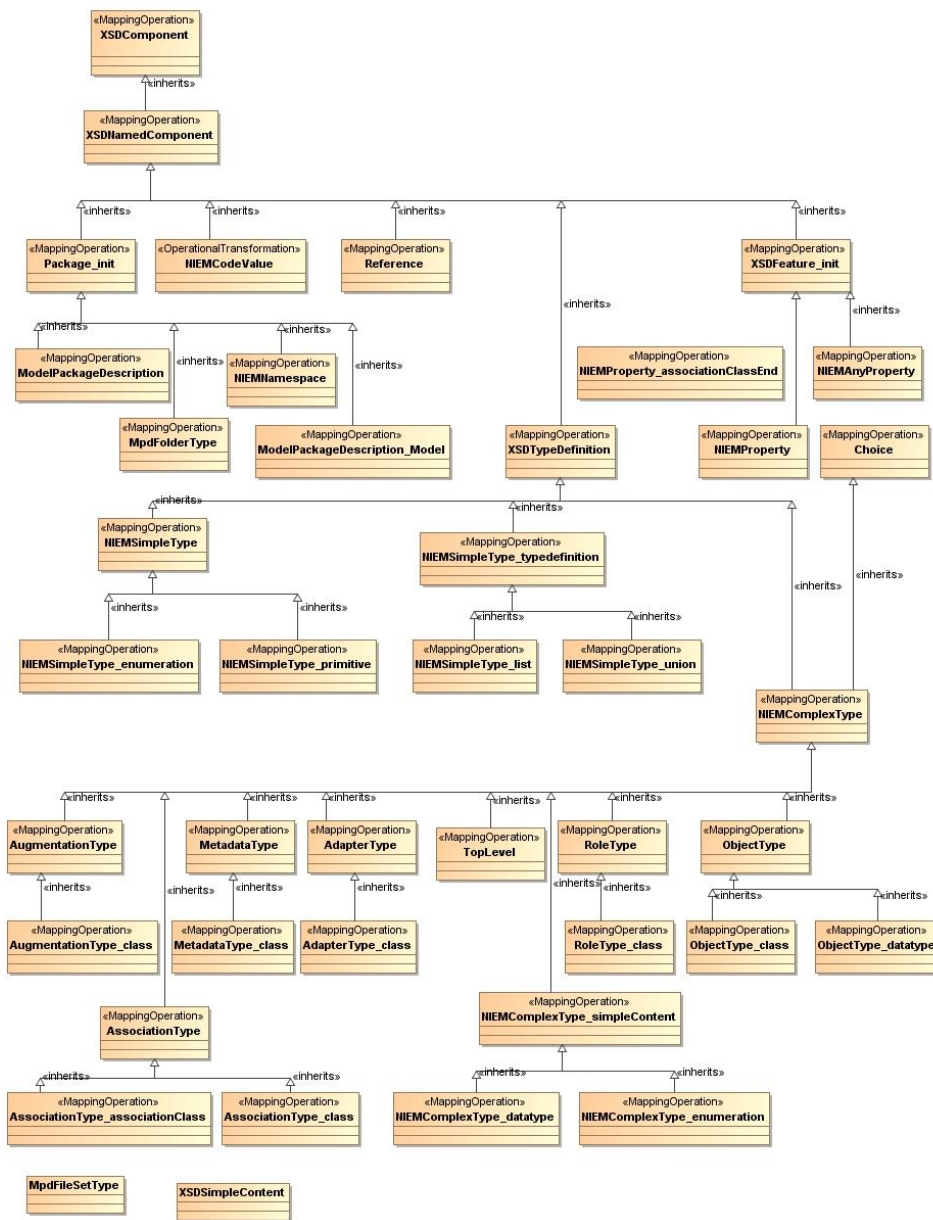 «MappingOperation»
XSDComponent
«inherits»
«MappingOperation»
XSDNamedComponent
«inherits»
«inherits»
«inherits»
«inherits»
«MappingOperation»
Package_init
«OperationalTransformation»
NIEMCodeValue
«MappingOperation»
Reference
«MappingOperation»
XSDFeature_init
«inherits»
«inherits»
«inherits»
«inherits»
«inherits»
«inherits»
«inherits»
«MappingOperation»
ModelPackageDescription
«MappingOperation»
NIEMNamespace
«MappingOperation»
NIEMProperty_associationClassEnd
«MappingOperation»
NIEMAnyProperty
«MappingOperation»
MpdFolderType
«MappingOperation»
ModelPackageDescription_Model
«MappingOperation»
XSDTypeDefinition
«MappingOperation»
NIEMProperty
«MappingOperation»
Choice
«inherits»
«inherits»
«inherits»
«inherits»
«MappingOperation»
NIEMSimpleType
«MappingOperation»
NIEMSimpleType_typedefinition
«inherits»
«inherits»
«inherits»
«inherits»
«MappingOperation»
NIEMSimpleType_enumeration
«MappingOperation»
NIEMSimpleType_primitive
«MappingOperation»
NIEMSimpleType_list
«MappingOperation»
NIEMSimpleType_union
«MappingOperation»
NIEMComplexType
«inherits»
«inherits»
«inherits»
«inherits»
«inherits»
«inherits»
«MappingOperation»
AugmentationType
«MappingOperation»
MetadataType
«MappingOperation»
AdapterType
«MappingOperation»
TopLevel
«MappingOperation»
RoleType
«MappingOperation»
ObjectType
«inherits»
«inherits»
«inherits»
«inherits»
«inherits»
«inherits»
«inherits»
«inherits»
«MappingOperation»
AugmentationType_class
«MappingOperation»
MetadataType_class
«MappingOperation»
AdapterType_class
«MappingOperation»
RoleType_class
«MappingOperation»
ObjectType_class
«MappingOperation»
ObjectType_datatype
«MappingOperation»
AssociationType
«MappingOperation»
NIEMComplexType_simpleContent
«inherits»
«inherits»
«inherits»
«inherits»
«MappingOperation»
AssociationType_associationClass
«MappingOperation»
AssociationType_class
«MappingOperation»
NIEMComplexType_datatype
«MappingOperation»
NIEMComplexType_enumeration
MpdFileSetType
XSDSimpleContent